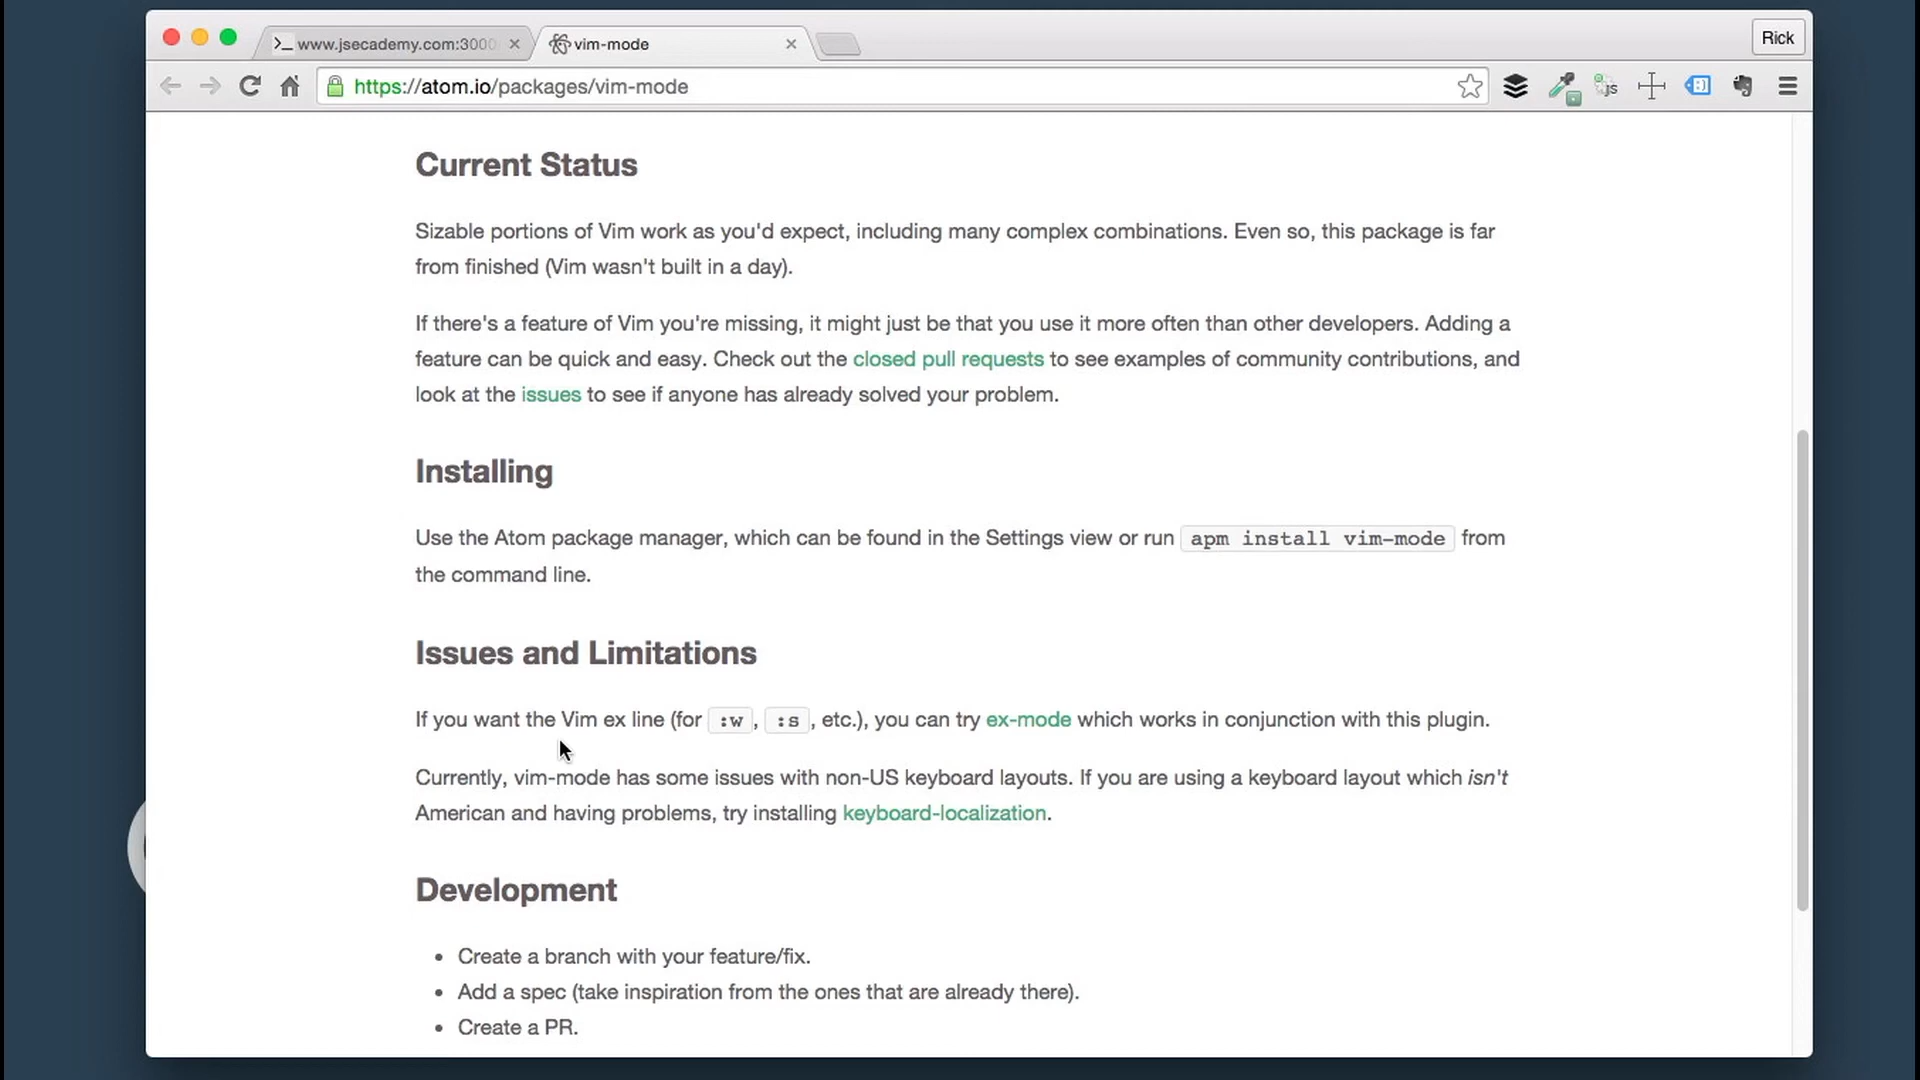 www.jsecademy.com:3000
vim-mode
Rick
https://atom.io/packages/vim-mode
js
Current Status
Sizable portions of Vim work as you'd expect, including many complex combinations. Even so, this package is far
from finished (Vim wasn't built in a day).
If there's a feature of Vim you're missing, it might just be that you use it more often than other developers. Adding a
feature can be quick and easy. Check out the closed pull requests to see examples of community contributions, and
look at the issues to see if anyone has already solved your problem.
Installing
Use the Atom package manager, which can be found in the Settings view or run apm install vim-mode from
the command line.
Issues and Limitations
If you want the Vim ex line (for :w, :s, etc.), you can try ex-mode which works in conjunction with this plugin.
Currently, vim-mode has some issues with non-US keyboard layouts. If you are using a keyboard layout which isn't
American and having problems, try installing keyboard-localization.
Development
• Create a branch with your feature/fix.
• Add a spec (take inspiration from the ones that are already there).
• Create a PR.